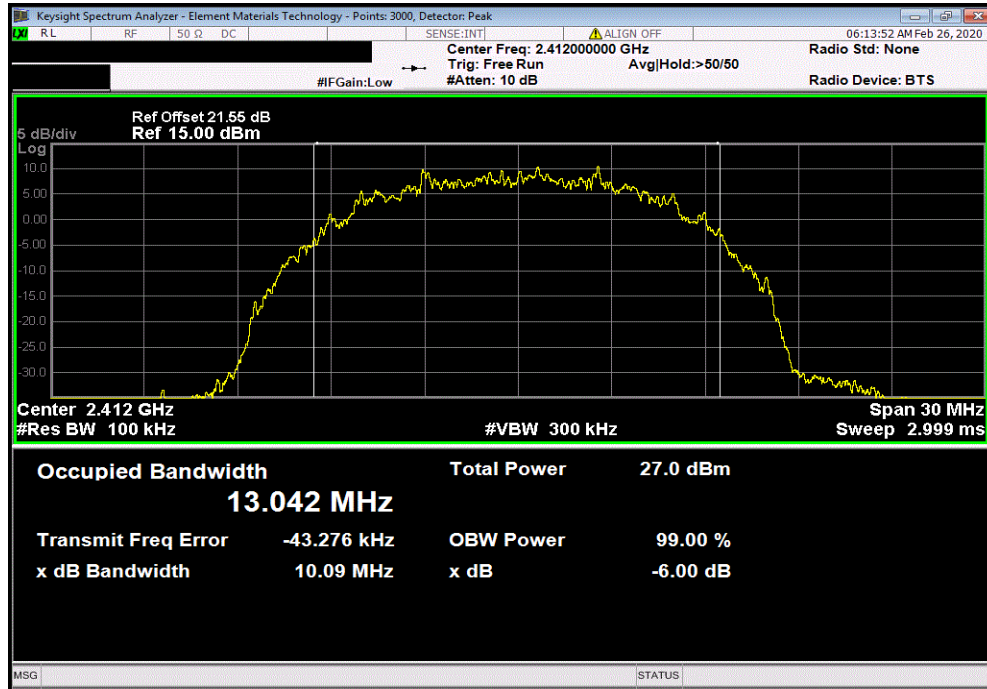 Keysight Spectrum Analyzer - Element Materials Technology - Points: 3000, Detector: Peak
LXI RL RF 50 Ω DC SENSE:INT ALIGN OFF 06:13:52 AM Feb 26, 2020
Center Freq: 2.412000000 GHz Radio Std: None
Trig: Free Run Avg|Hold:>50/50
#IFGain:Low #Atten: 10 dB Radio Device: BTS
Ref Offset 21.55 dB
5 dB/div Ref 15.00 dBm
Log
10.0
5.00
0.00
-5.00
-10.0
-15.0
-20.0
-25.0
-30.0
Center 2.412 GHz Span 30 MHz
#Res BW 100 kHz #VBW 300 kHz Sweep 2.999 ms
Occupied Bandwidth Total Power 27.0 dBm
13.042 MHz
Transmit Freq Error -43.276 kHz OBW Power 99.00 %
x dB Bandwidth 10.09 MHz x dB -6.00 dB
MSG STATUS